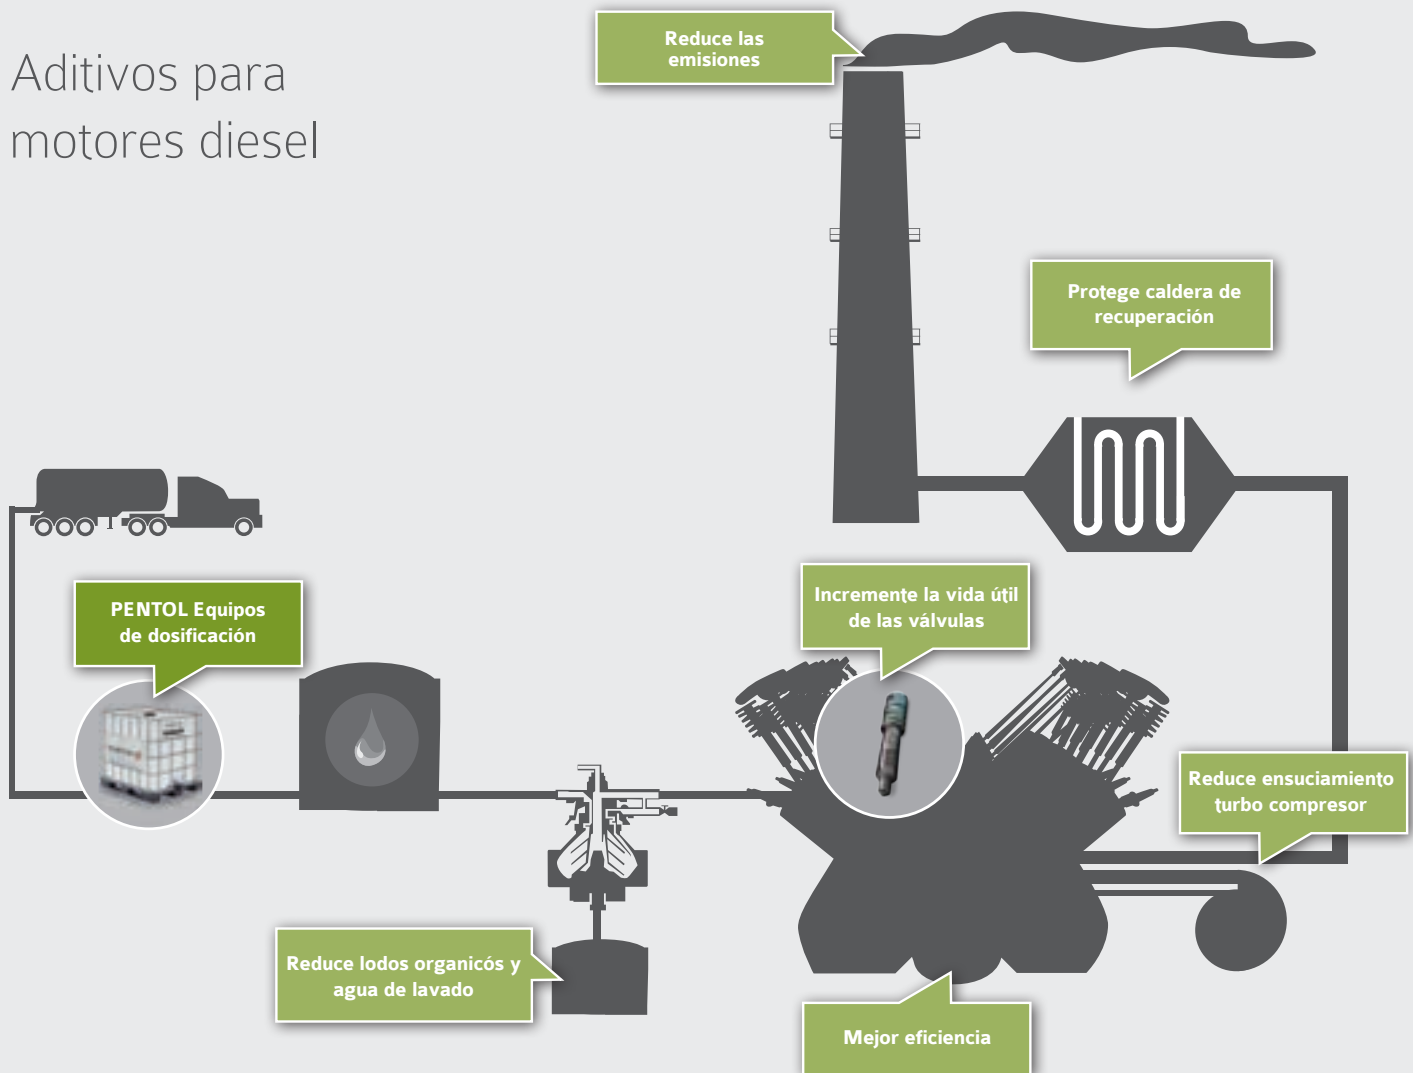 Aditivos para
motores diesel
Reduce las
emisiones
Protege caldera de
recuperación
PENTOL Equipos
de dosificación
Incremente la vida útil
de las válvulas
Reduce ensuciamiento
turbo compresor
Reduce lodos organicós y
agua de lavado
Mejor eficiencia